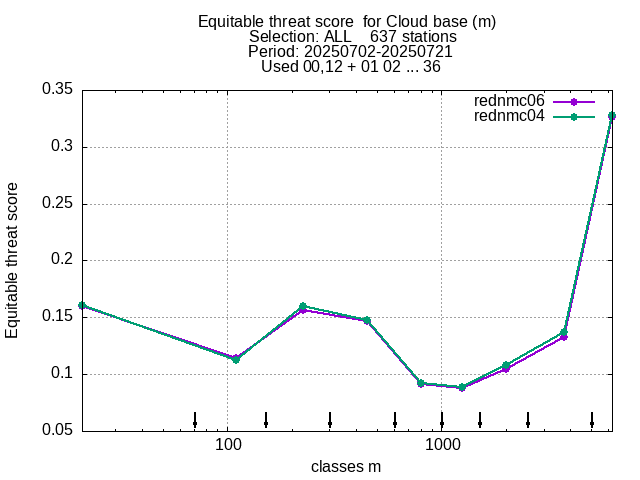 Equitable threat score  for Cloud base (m)
Selection: ALL    637 stations
Period: 20250702-20250721
Used 00,12 + 01 02 ... 36
rednmc06
rednmc04
0.35
0.3
0.25
0.2
0.15
0.1
0.05
Equitable threat score
100
1000
classes m